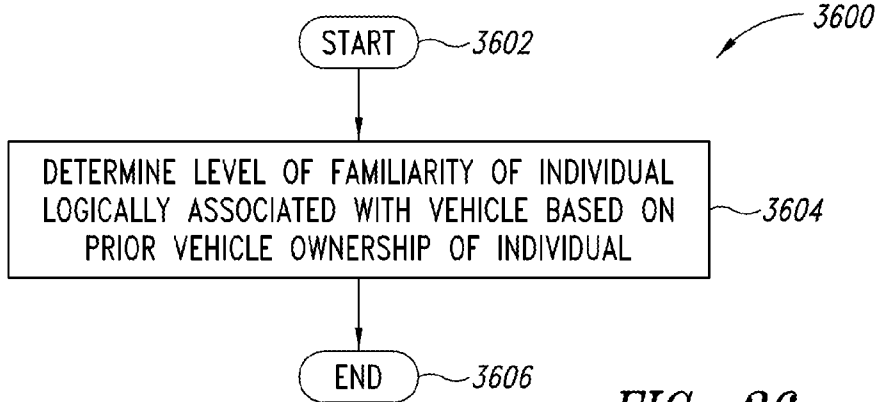 3600
START 3602
DETERMINE LEVEL OF FAMILIARITY OF INDIVIDUAL
LOGICALLY ASSOCIATED WITH VEHICLE BASED ON
PRIOR VEHICLE OWNERSHIP OF INDIVIDUAL
3604
END 3606